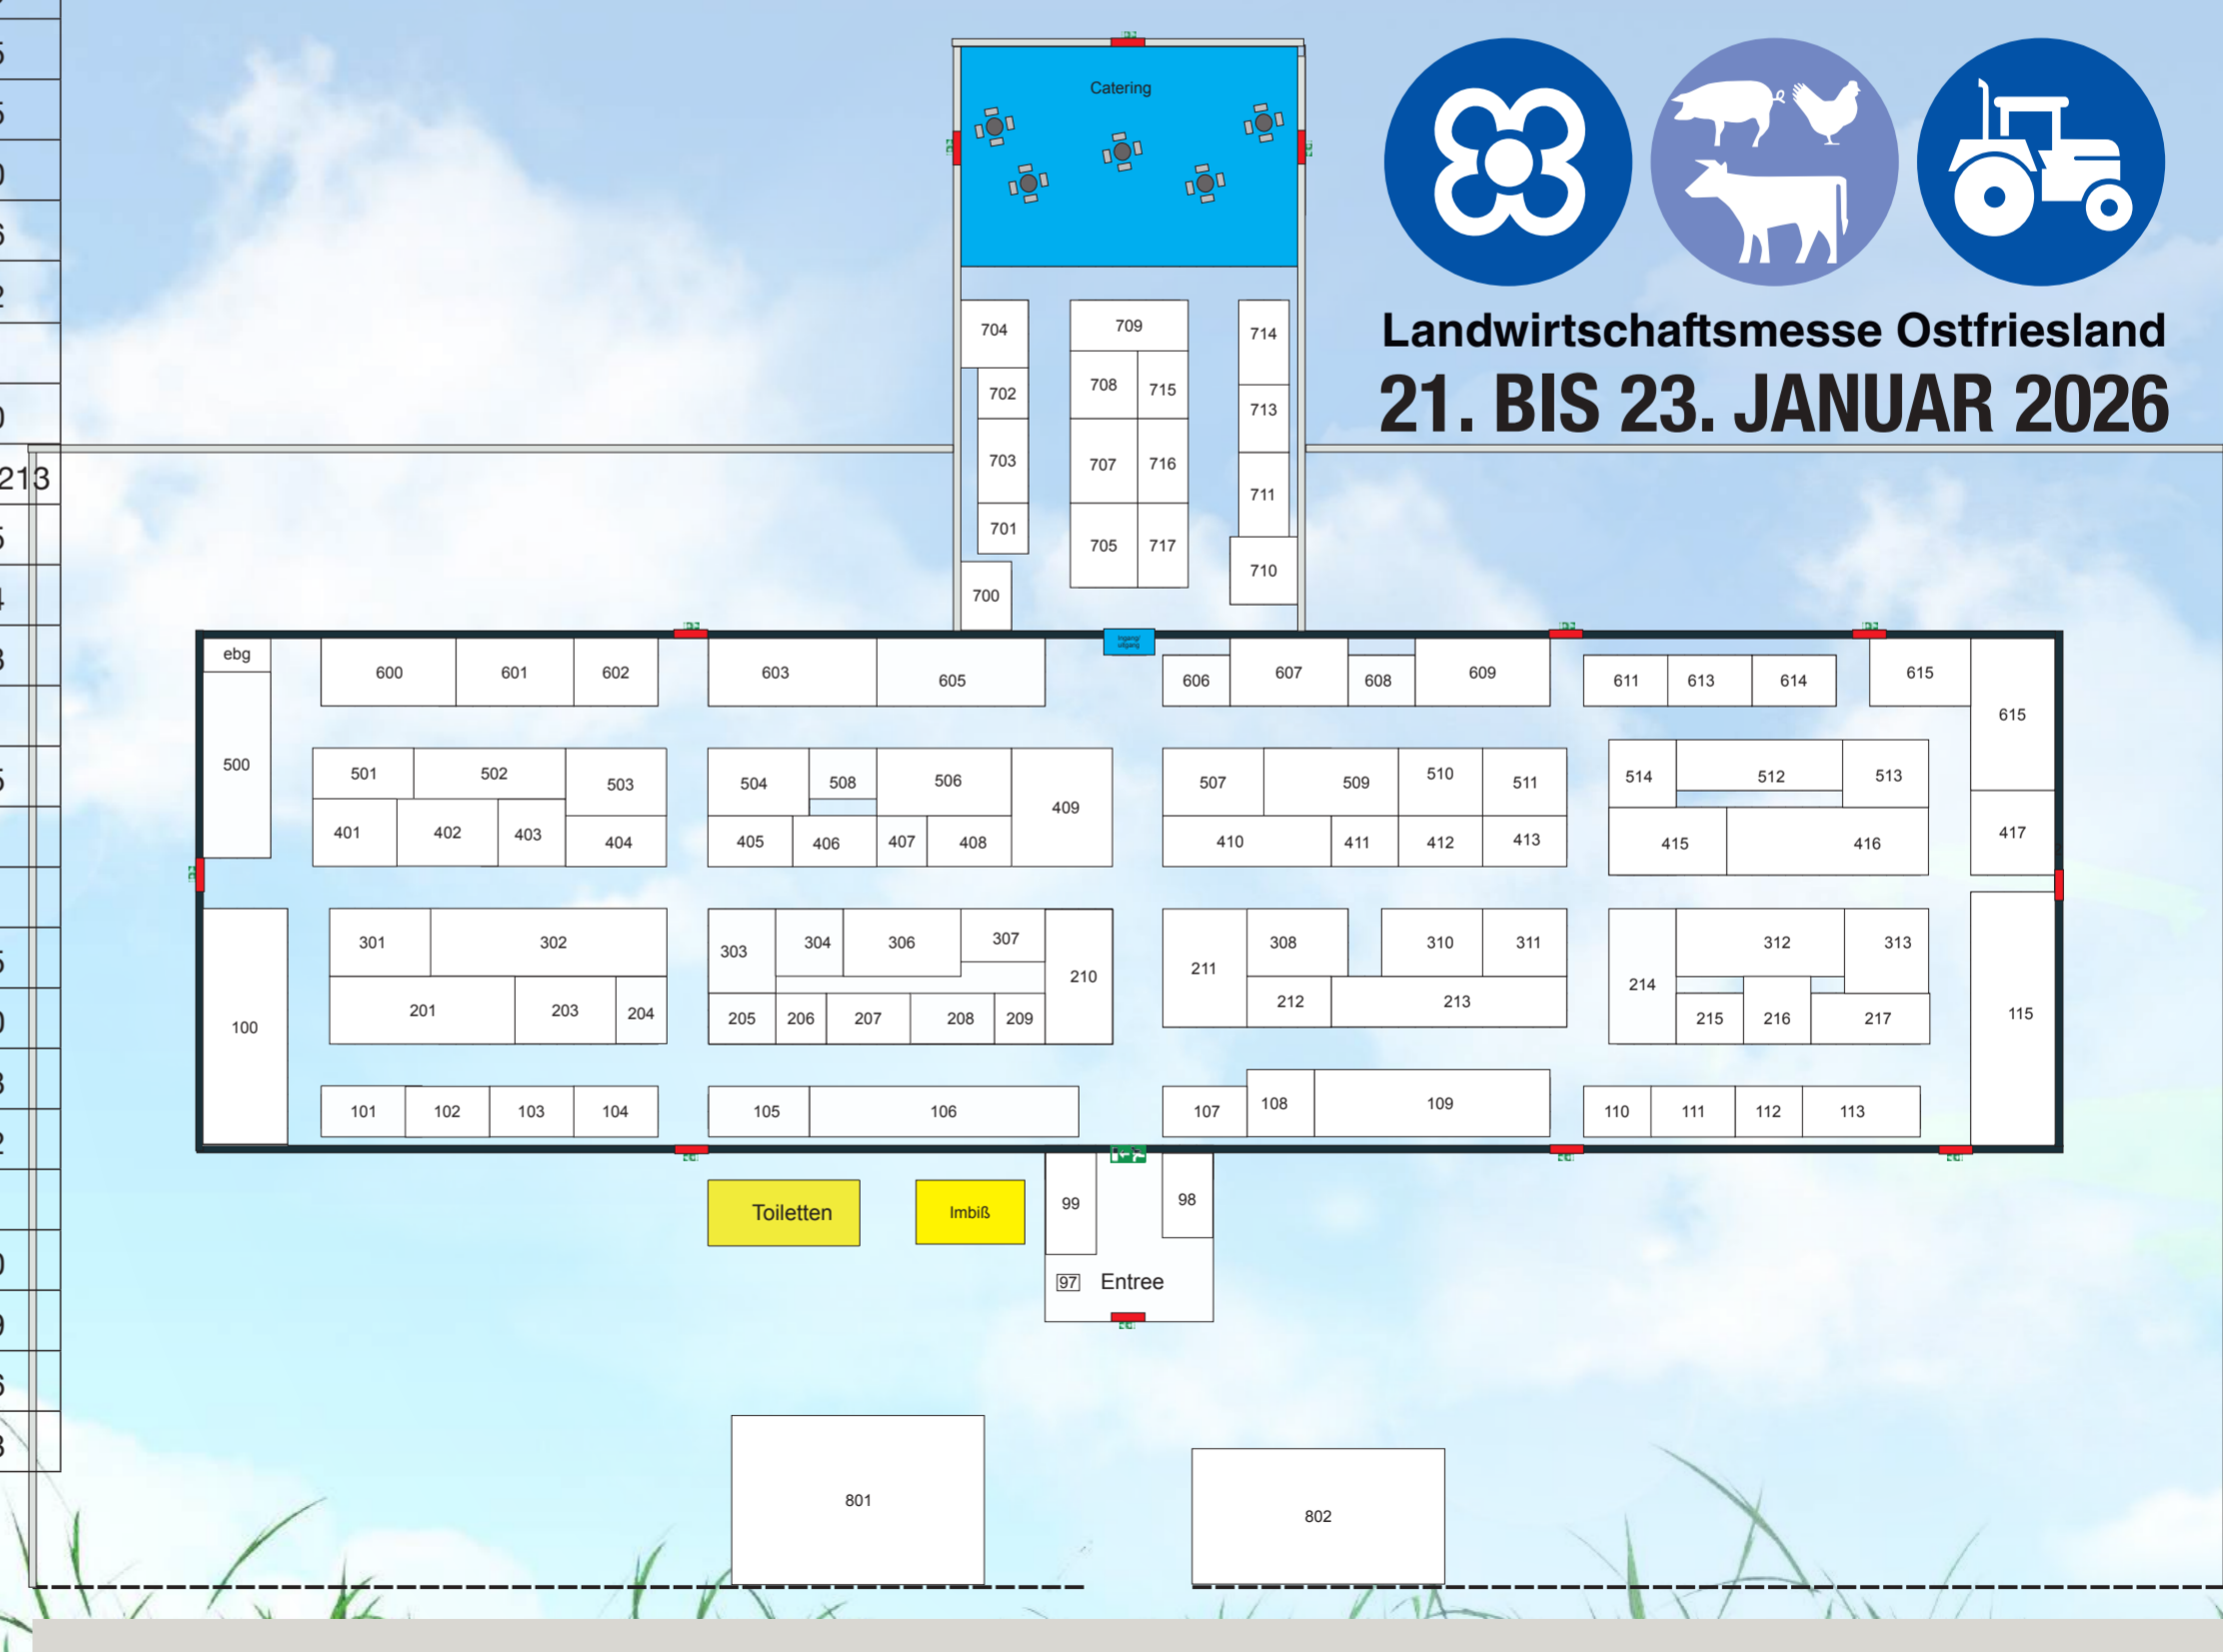 Catering
Landwirtschaftsmesse Ostfriesland
21. BIS 23. JANUAR 2026
704 709 714
708 715
702 713
703 707 716 711
701 705 717 710
700
213
ebg
600 601 602 603 605 606 607 608 609 611 613 614 615
615
500
501 502 503 504 508 506 507 509 510 511 514 512 513
409
401 402 403 404 405 406 407 408 410 411 412 413 415 416 417
301 302 303 304 306 307 308 310 311 312 313
210 211 214
201 203 204 205 206 207 208 209 212 213 215 216 217
100 115
101 102 103 104 105 106 107 108 109 110 111 112 113
Toiletten Imbiß 99 98
97 Entree
801 802